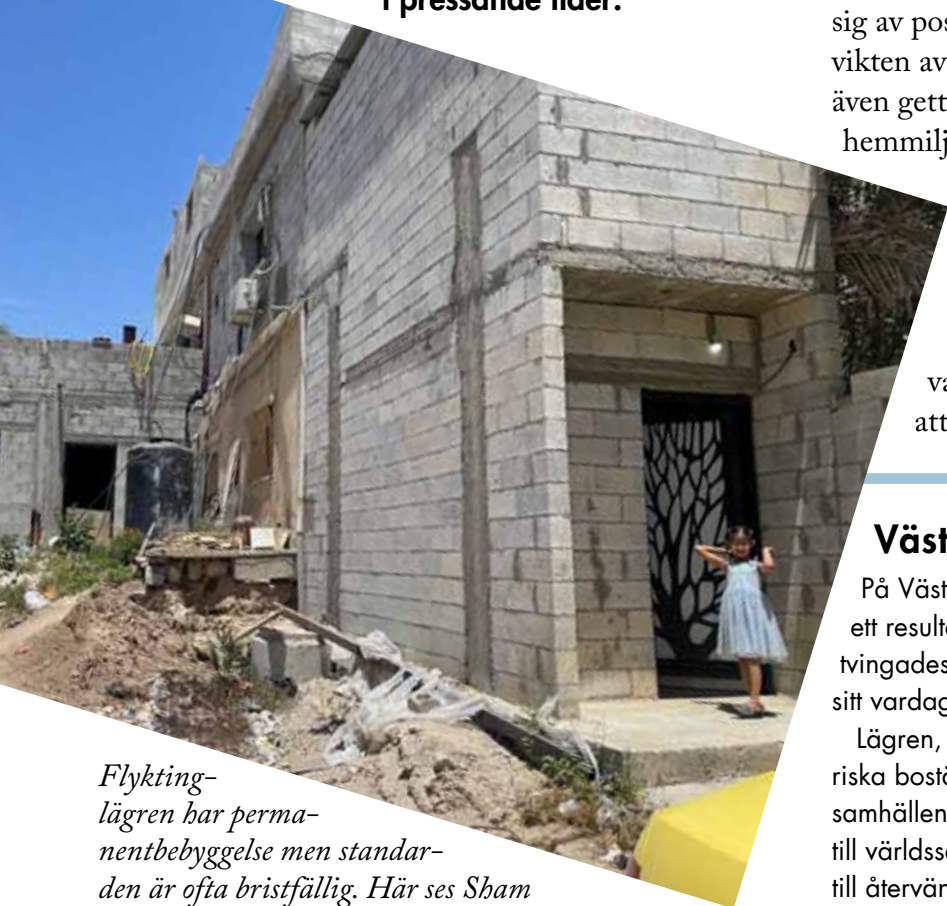 i pressande tider.
sig av pos
vikten av
även gett
hemmilj
va
att
Väst
På Väst
ett result
tvingades
sitt vardag
Lägren,
riska bost
samhällen
till världss
till återvän
Flykting-
lägren har perma-
nentbebyggelse men standar-
den är ofta bristfällig. Här ses Sham